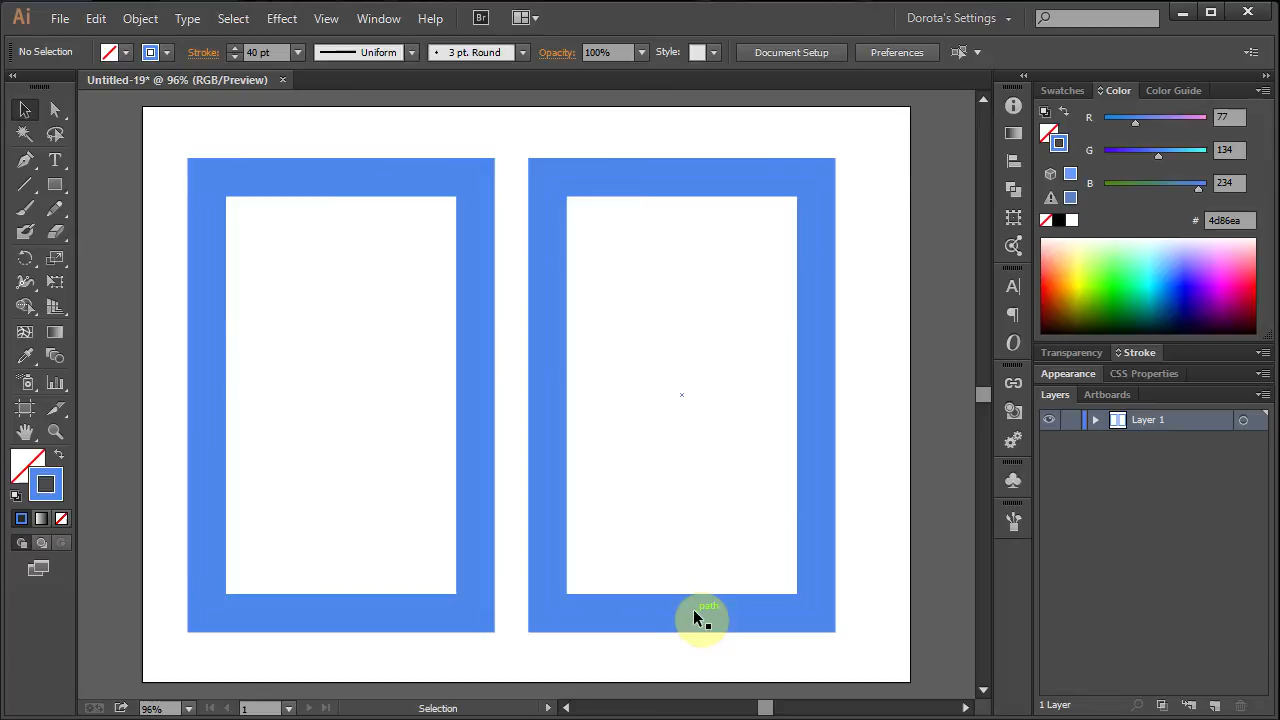 Ai File Edit Object Type Select Effect View Window Help Br Dorota's Settings
No Selection Stroke: 40 pt Uniform 3 pt. Round Opacity: 100% Style: Document Setup Preferences
Untitled-19* @ 96% (RGB/Preview) ×
Swatches Color Color Guide
R 77
G 134
B 234
# 4d86ea
Transparency Stroke
Appearance CSS Properties
Layers Artboards
Layer 1
path
1 Layer
96% 1 Selection